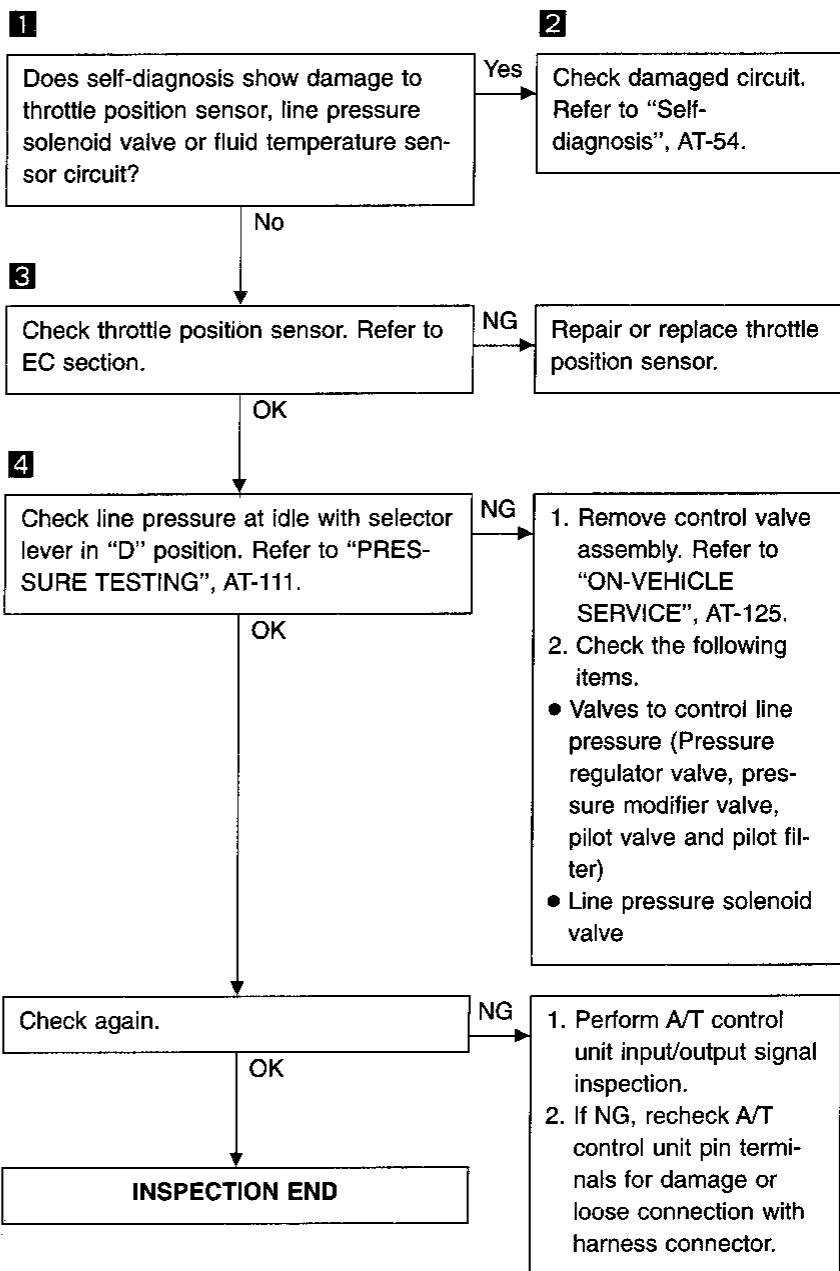 1
Does self-diagnosis show damage to
throttle position sensor, line pressure
solenoid valve or fluid temperature sen-
sor circuit?
Yes
2
Check damaged circuit.
Refer to “Self-
diagnosis”, AT-54.
No
3
Check throttle position sensor. Refer to
EC section.
NG
Repair or replace throttle
position sensor.
OK
4
Check line pressure at idle with selector
lever in “D” position. Refer to “PRES-
SURE TESTING”, AT-111.
NG
1. Remove control valve
assembly. Refer to
“ON-VEHICLE
SERVICE”, AT-125.
2. Check the following
items.
● Valves to control line
pressure (Pressure
regulator valve, pres-
sure modifier valve,
pilot valve and pilot fil-
ter)
● Line pressure solenoid
valve
OK
Check again.
NG
1. Perform A/T control
unit input/output signal
inspection.
2. If NG, recheck A/T
control unit pin termi-
nals for damage or
loose connection with
harness connector.
OK
INSPECTION END